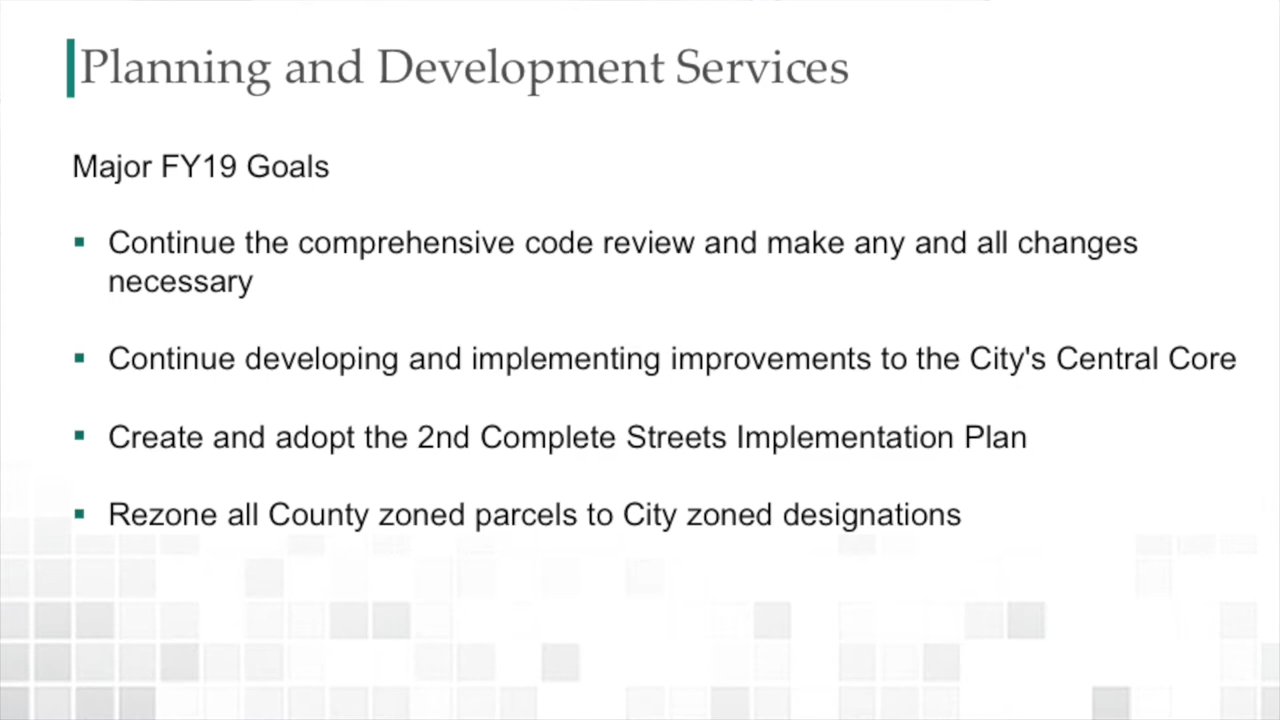 Planning and Development Services
Major FY19 Goals
▪ Continue the comprehensive code review and make any and all changes
necessary
▪ Continue developing and implementing improvements to the City's Central Core
▪ Create and adopt the 2nd Complete Streets Implementation Plan
▪ Rezone all County zoned parcels to City zoned designations